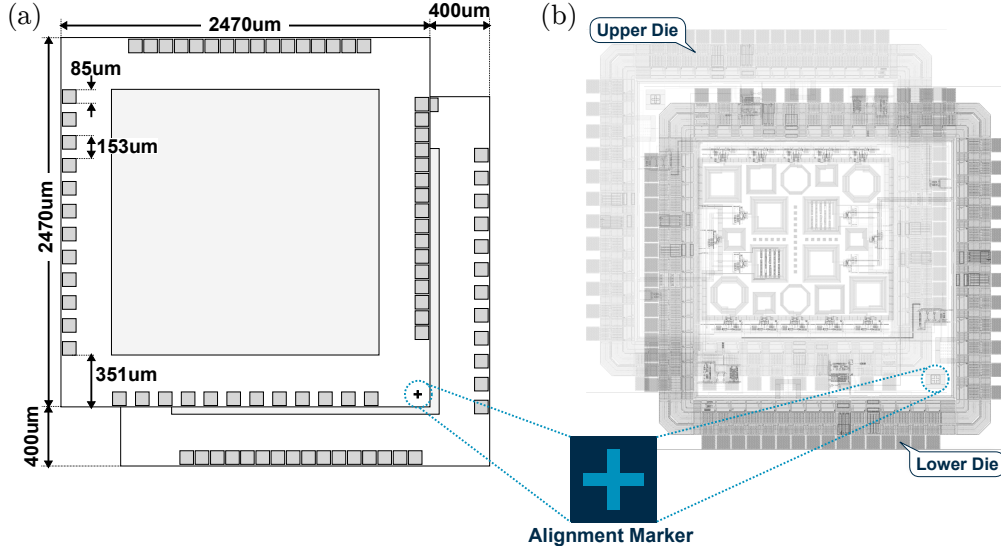 (a)
2470um
400um
85um
153um
2470um
351um
400um
(b)
Upper Die
Lower Die
Alignment Marker